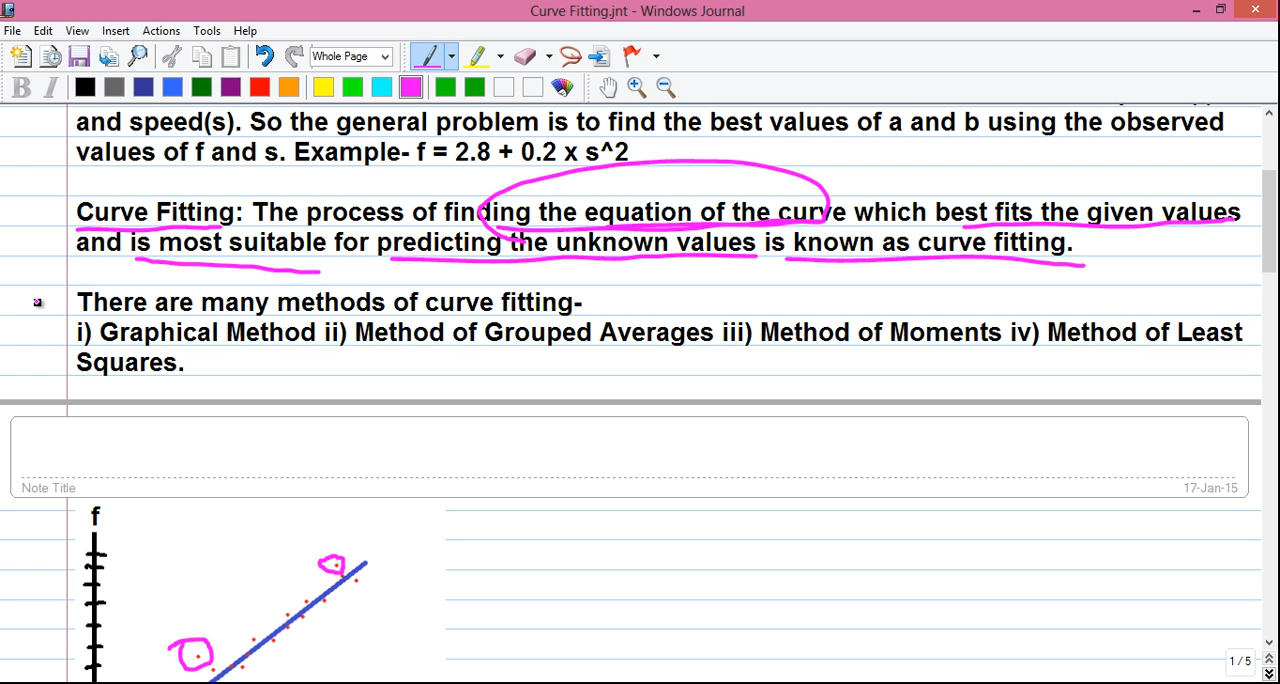 Curve Fitting.jnt - Windows Journal
File Edit View Insert Actions Tools Help
Whole Page
B I
and speed(s). So the general problem is to find the best values of a and b using the observed
values of f and s. Example- f = 2.8 + 0.2 x s^2
Curve Fitting: The process of finding the equation of the curve which best fits the given values
and is most suitable for predicting the unknown values is known as curve fitting.
There are many methods of curve fitting-
i) Graphical Method ii) Method of Grouped Averages iii) Method of Moments iv) Method of Least
Squares.
Note Title 17-Jan-15
f
1 / 5